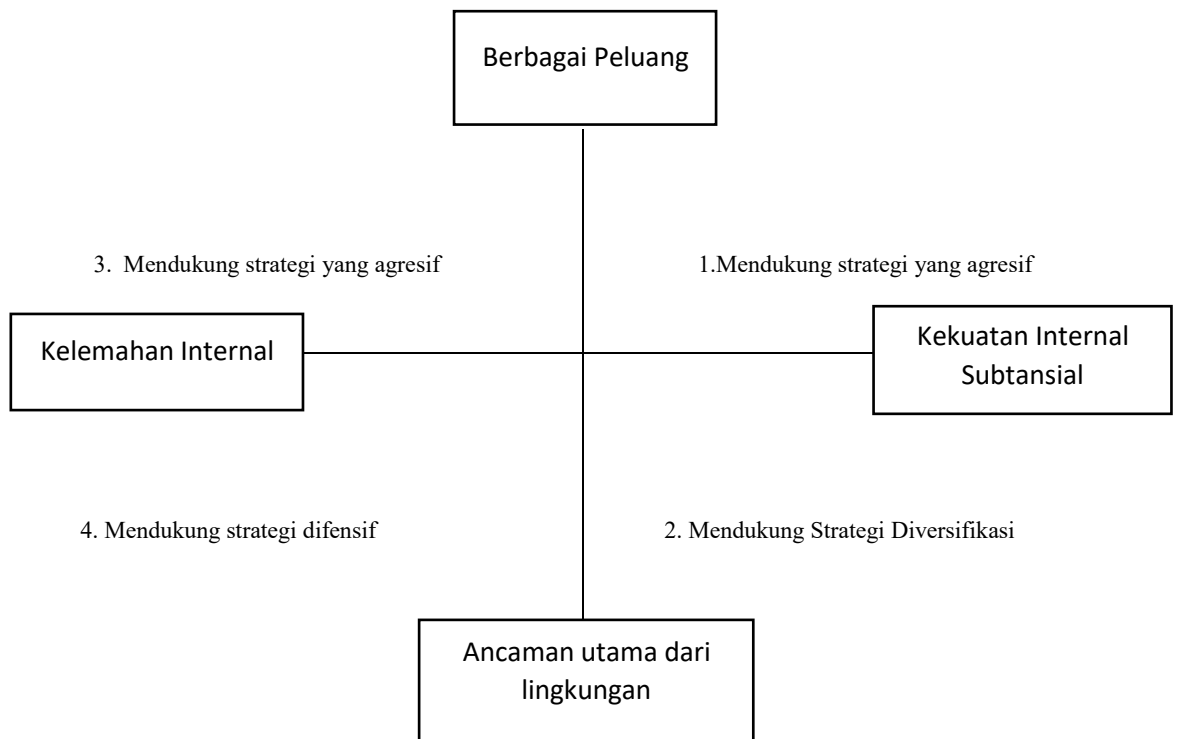 Berbagai Peluang
3. Mendukung strategi yang agresif
1.Mendukung strategi yang agresif
Kelemahan Internal
Kekuatan Internal
Subtansial
4. Mendukung strategi difensif
2. Mendukung Strategi Diversifikasi
Ancaman utama dari
lingkungan